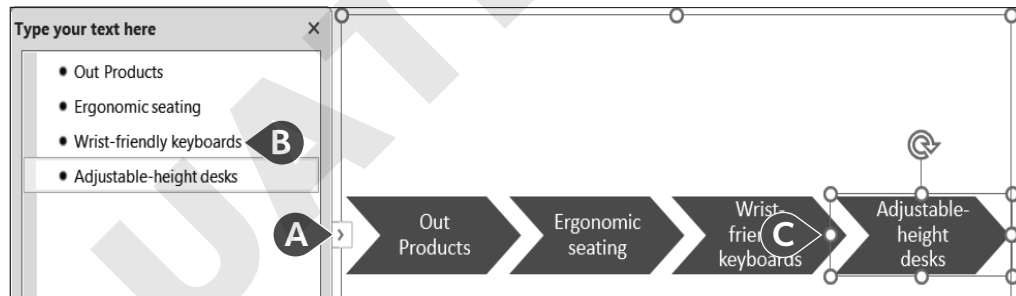 Type your text here ×
• Out Products
• Ergonomic seating
• Wrist-friendly keyboards
B
• Adjustable-height desks
A
>
Out
Products
Ergonomic
seating
Wrist-
keyboards
C
Adjustable-
height
desks
UAT